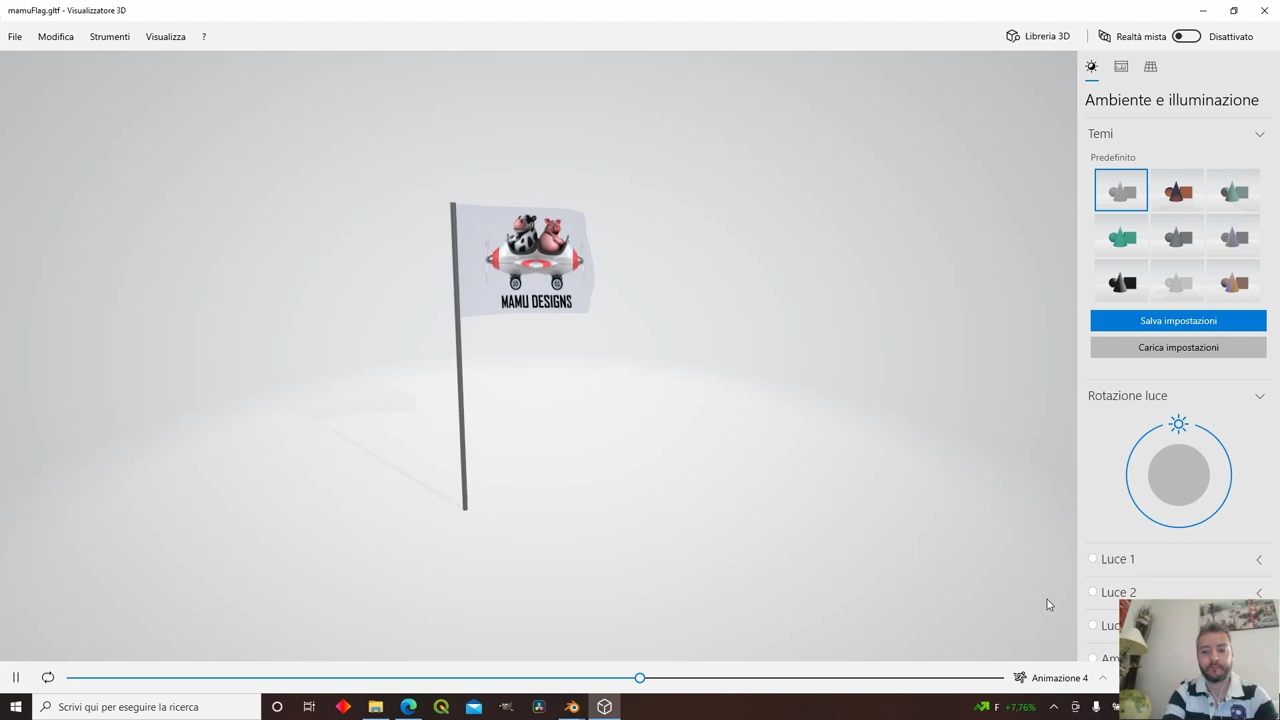 mamuFlag.gltf - Visualizzatore 3D
File Modifica Strumenti Visualizza ?
Libreria 3D Realtà mista Disattivato
Ambiente e illuminazione
Temi
Predefinito
MAMU DESIGNS
Salva impostazioni
Carica impostazioni
Rotazione luce
Luce 1
Luce 2
Luc
Am
Animazione 4
Scrivi qui per eseguire la ricerca
F +7,76%